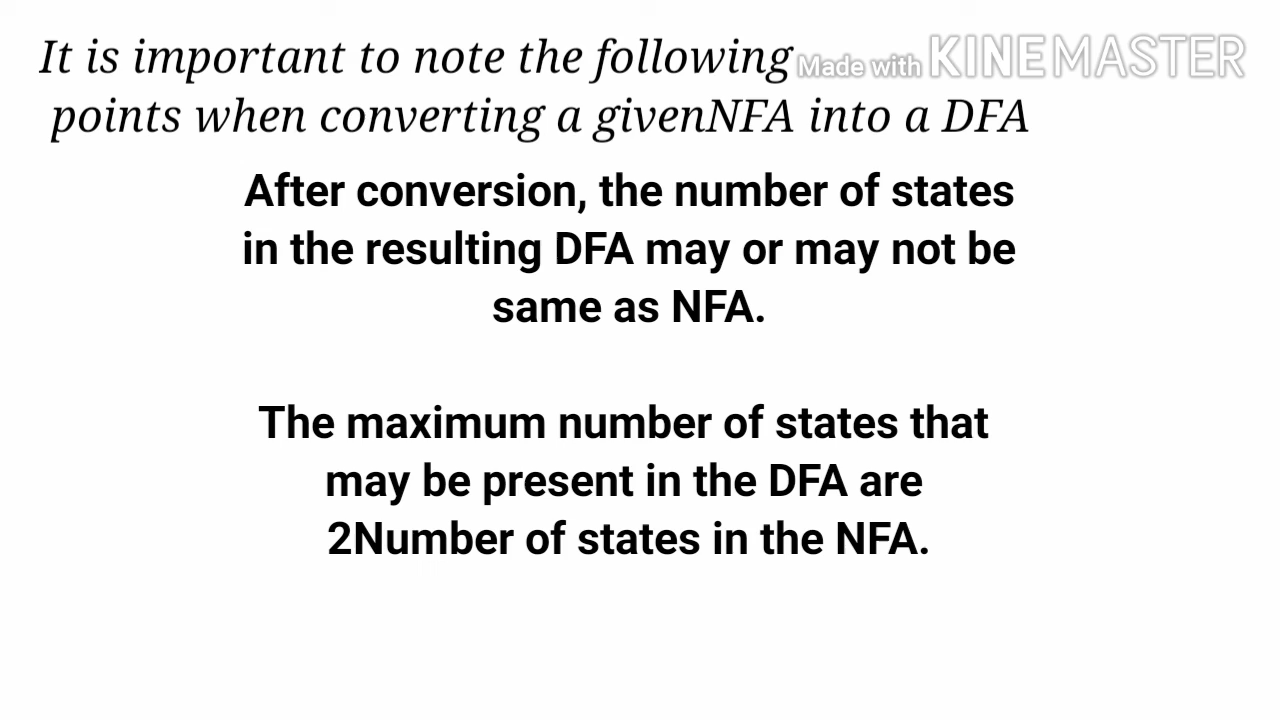 It is important to note the following
Made with KINEMASTER
points when converting a givenNFA into a DFA
After conversion, the number of states
in the resulting DFA may or may not be
same as NFA.
The maximum number of states that
may be present in the DFA are
2Number of states in the NFA.